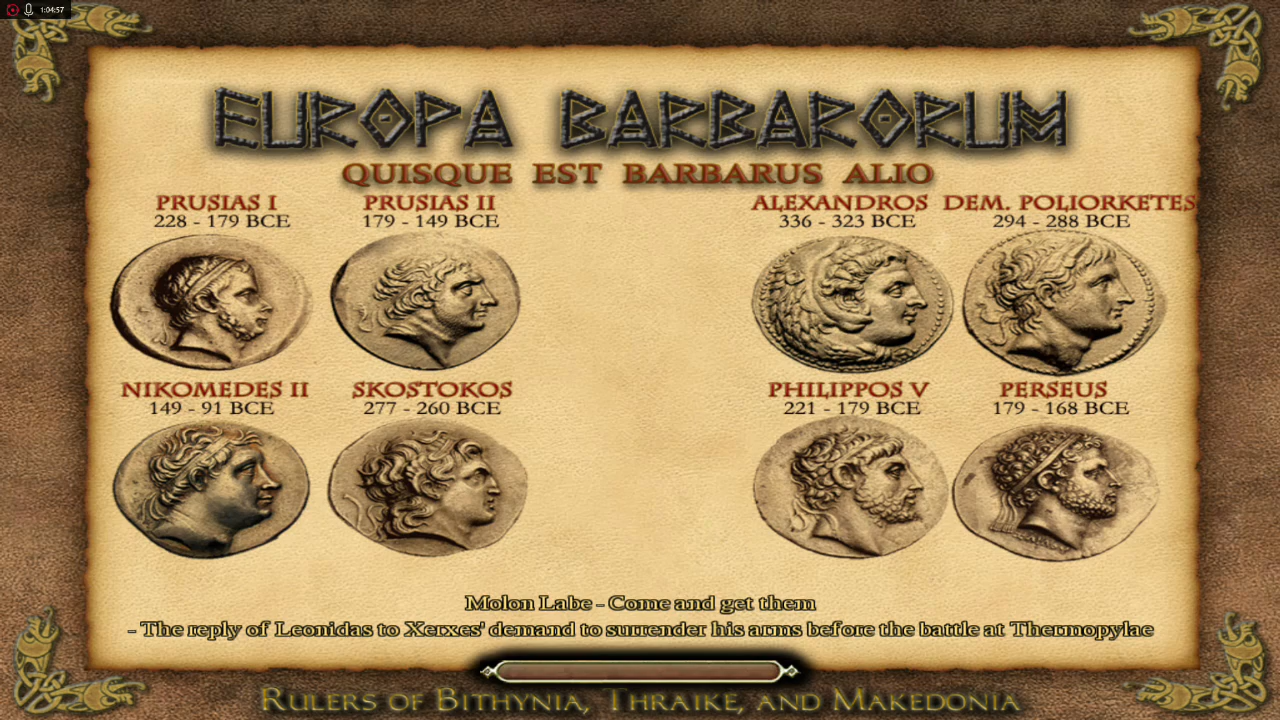 1:04:57
EUROPA BARBARORUM
QUISQUE EST BARBARUS ALIO
PRUSIAS I
228 - 179 BCE
PRUSIAS II
179 - 149 BCE
ALEXANDROS
336 - 323 BCE
DEM. POLIORKETES
294 - 288 BCE
NIKOMEDES II
149 - 91 BCE
SKOSTOKOS
277 - 260 BCE
PHILIPPOS V
221 - 179 BCE
PERSEUS
179 - 168 BCE
Molon Labe - Come and get them
- The reply of Leonidas to Xerxes' demand to surrender his arms before the battle at Thermopylae
RULERS OF BITHYNIA, THRAIKE, AND MAKEDONIA